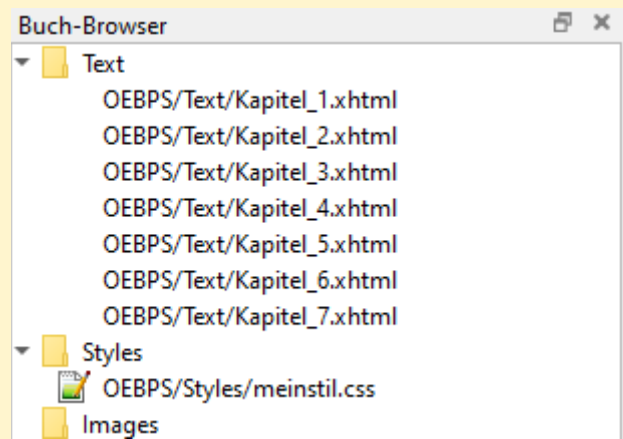 Buch-Browser
Text
OEBPS/Text/Kapitel_1.xhtml
OEBPS/Text/Kapitel_2.xhtml
OEBPS/Text/Kapitel_3.xhtml
OEBPS/Text/Kapitel_4.xhtml
OEBPS/Text/Kapitel_5.xhtml
OEBPS/Text/Kapitel_6.xhtml
OEBPS/Text/Kapitel_7.xhtml
Styles
OEBPS/Styles/meinstil.css
Images